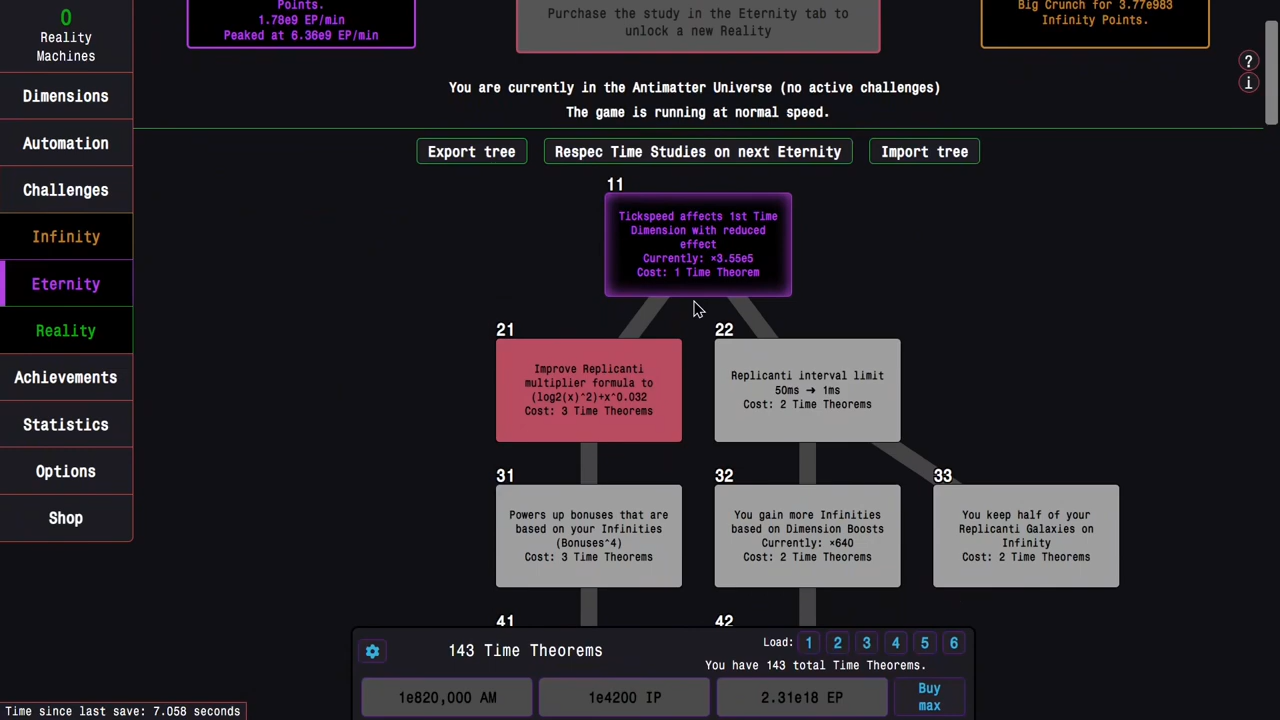 0
Reality
Machines
Dimensions
Automation
Challenges
Infinity
Eternity
Reality
Achievements
Statistics
Options
Shop
Time since last save: 7.058 seconds
Points.
1.78e9 EP/min
Peaked at 6.36e9 EP/min
Purchase the study in the Eternity tab to
unlock a new Reality
Big Crunch for 3.77e983
Infinity Points.
?
i
You are currently in the Antimatter Universe (no active challenges)
The game is running at normal speed.
Export tree
Respec Time Studies on next Eternity
Import tree
11
Tickspeed affects 1st Time
Dimension with reduced
effect
Currently: ×3.55e5
Cost: 1 Time Theorem
21
Improve Replicanti
multiplier formula to
(log2(x)^2)+x^0.032
Cost: 3 Time Theorems
22
Replicanti interval limit
50ms → 1ms
Cost: 2 Time Theorems
31
Powers up bonuses that are
based on your Infinities
(Bonuses^4)
Cost: 3 Time Theorems
32
You gain more Infinities
based on Dimension Boosts
Currently: ×640
Cost: 2 Time Theorems
33
You keep half of your
Replicanti Galaxies on
Infinity
Cost: 2 Time Theorems
41
42
143 Time Theorems
Load: 1 2 3 4 5 6
You have 143 total Time Theorems.
1e820,000 AM
1e4200 IP
2.31e18 EP
Buy
max